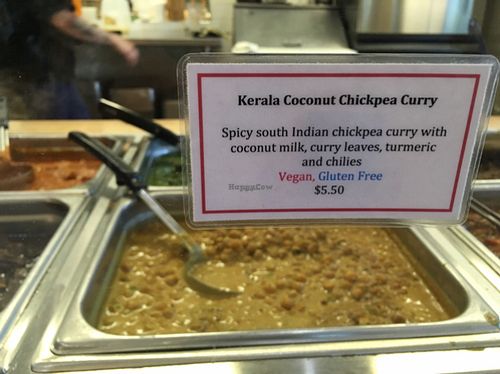 Kerala Coconut Chickpea Curry
Spicy south Indian chickpea curry with
coconut milk, curry leaves, turmeric
and chilies
Vegan, Gluten Free
HappyCow
$5.50